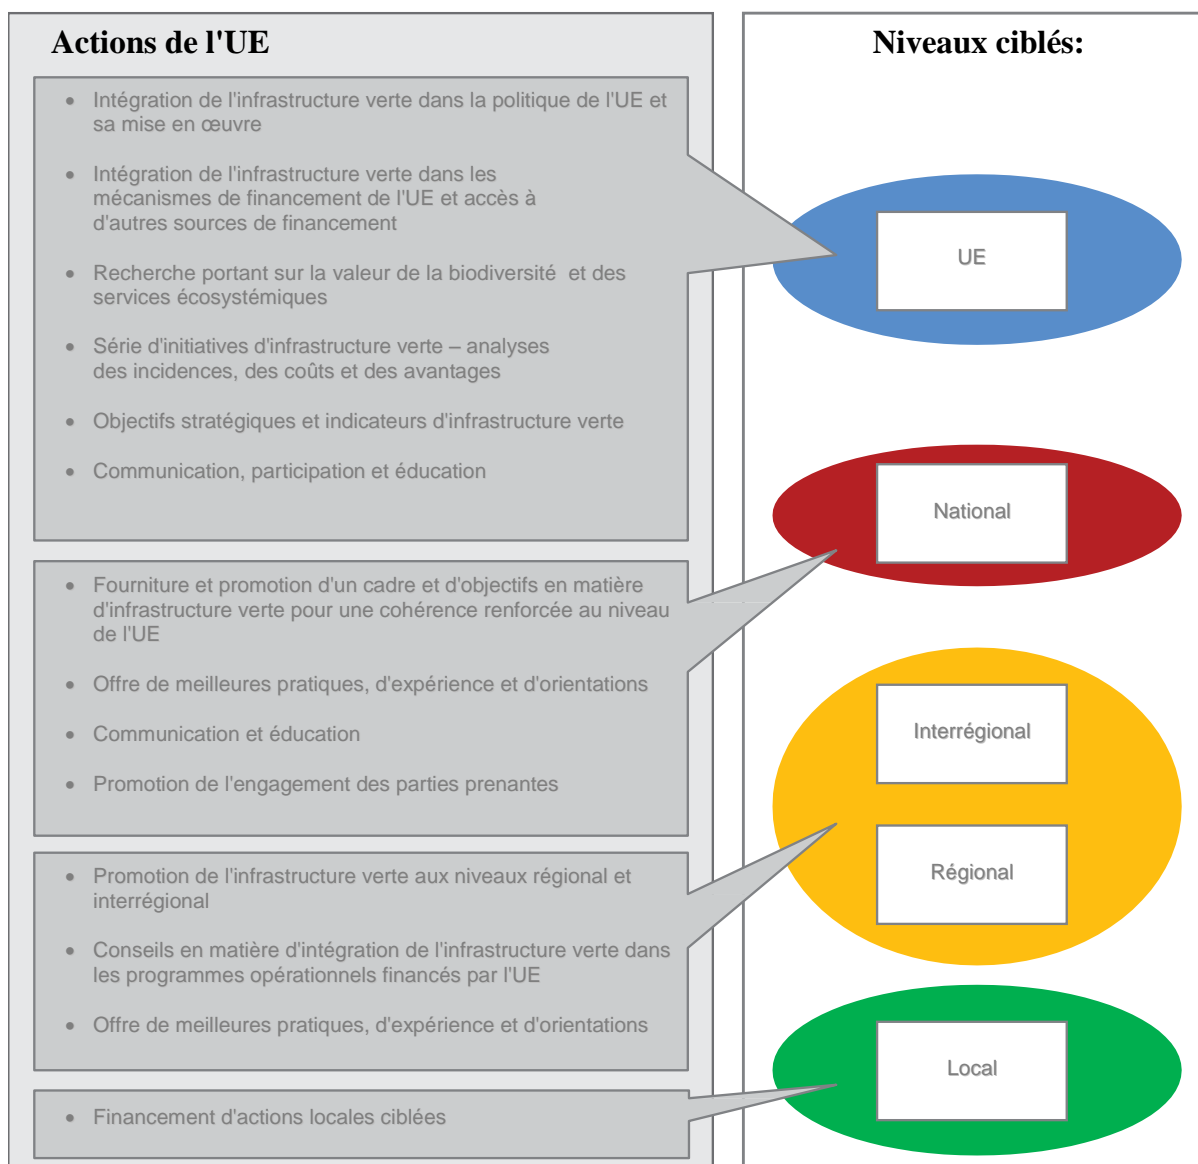 Actions de l'UE
• Intégration de l'infrastructure verte dans la politique de l'UE et
sa mise en œuvre
• Intégration de l'infrastructure verte dans les
mécanismes de financement de l'UE et accès à
d'autres sources de financement
• Recherche portant sur la valeur de la biodiversité  et des
services écosystémiques
• Série d'initiatives d'infrastructure verte – analyses
des incidences, des coûts et des avantages
• Objectifs stratégiques et indicateurs d'infrastructure verte
• Communication, participation et éducation
• Fourniture et promotion d'un cadre et d'objectifs en matière
d'infrastructure verte pour une cohérence renforcée au niveau
de l'UE
• Offre de meilleures pratiques, d'expérience et d'orientations
• Communication et éducation
• Promotion de l'engagement des parties prenantes
• Promotion de l'infrastructure verte aux niveaux régional et
interrégional
• Conseils en matière d'intégration de l'infrastructure verte dans
les programmes opérationnels financés par l'UE
• Offre de meilleures pratiques, d'expérience et d'orientations
• Financement d'actions locales ciblées
Niveaux ciblés:
UE
National
Interrégional
Régional
Local